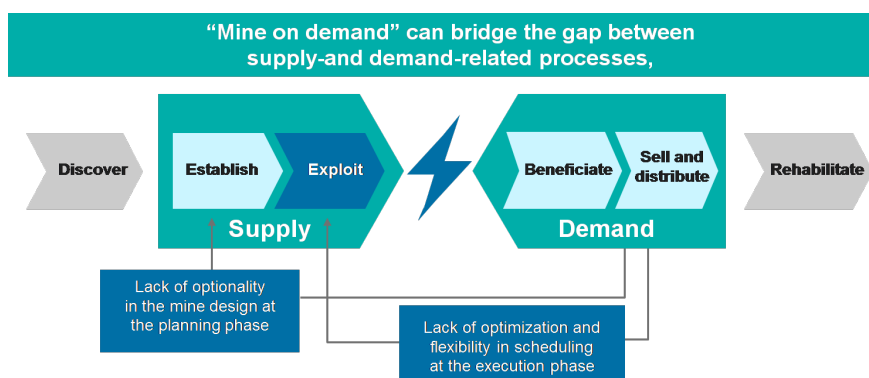 “Mine on demand” can bridge the gap between
supply-and demand-related processes,
Discover
Establish
Exploit
Supply
Beneficiate
Sell and
distribute
Demand
Rehabilitate
Lack of optionality
in the mine design at
the planning phase
Lack of optimization and
flexibility in scheduling
at the execution phase